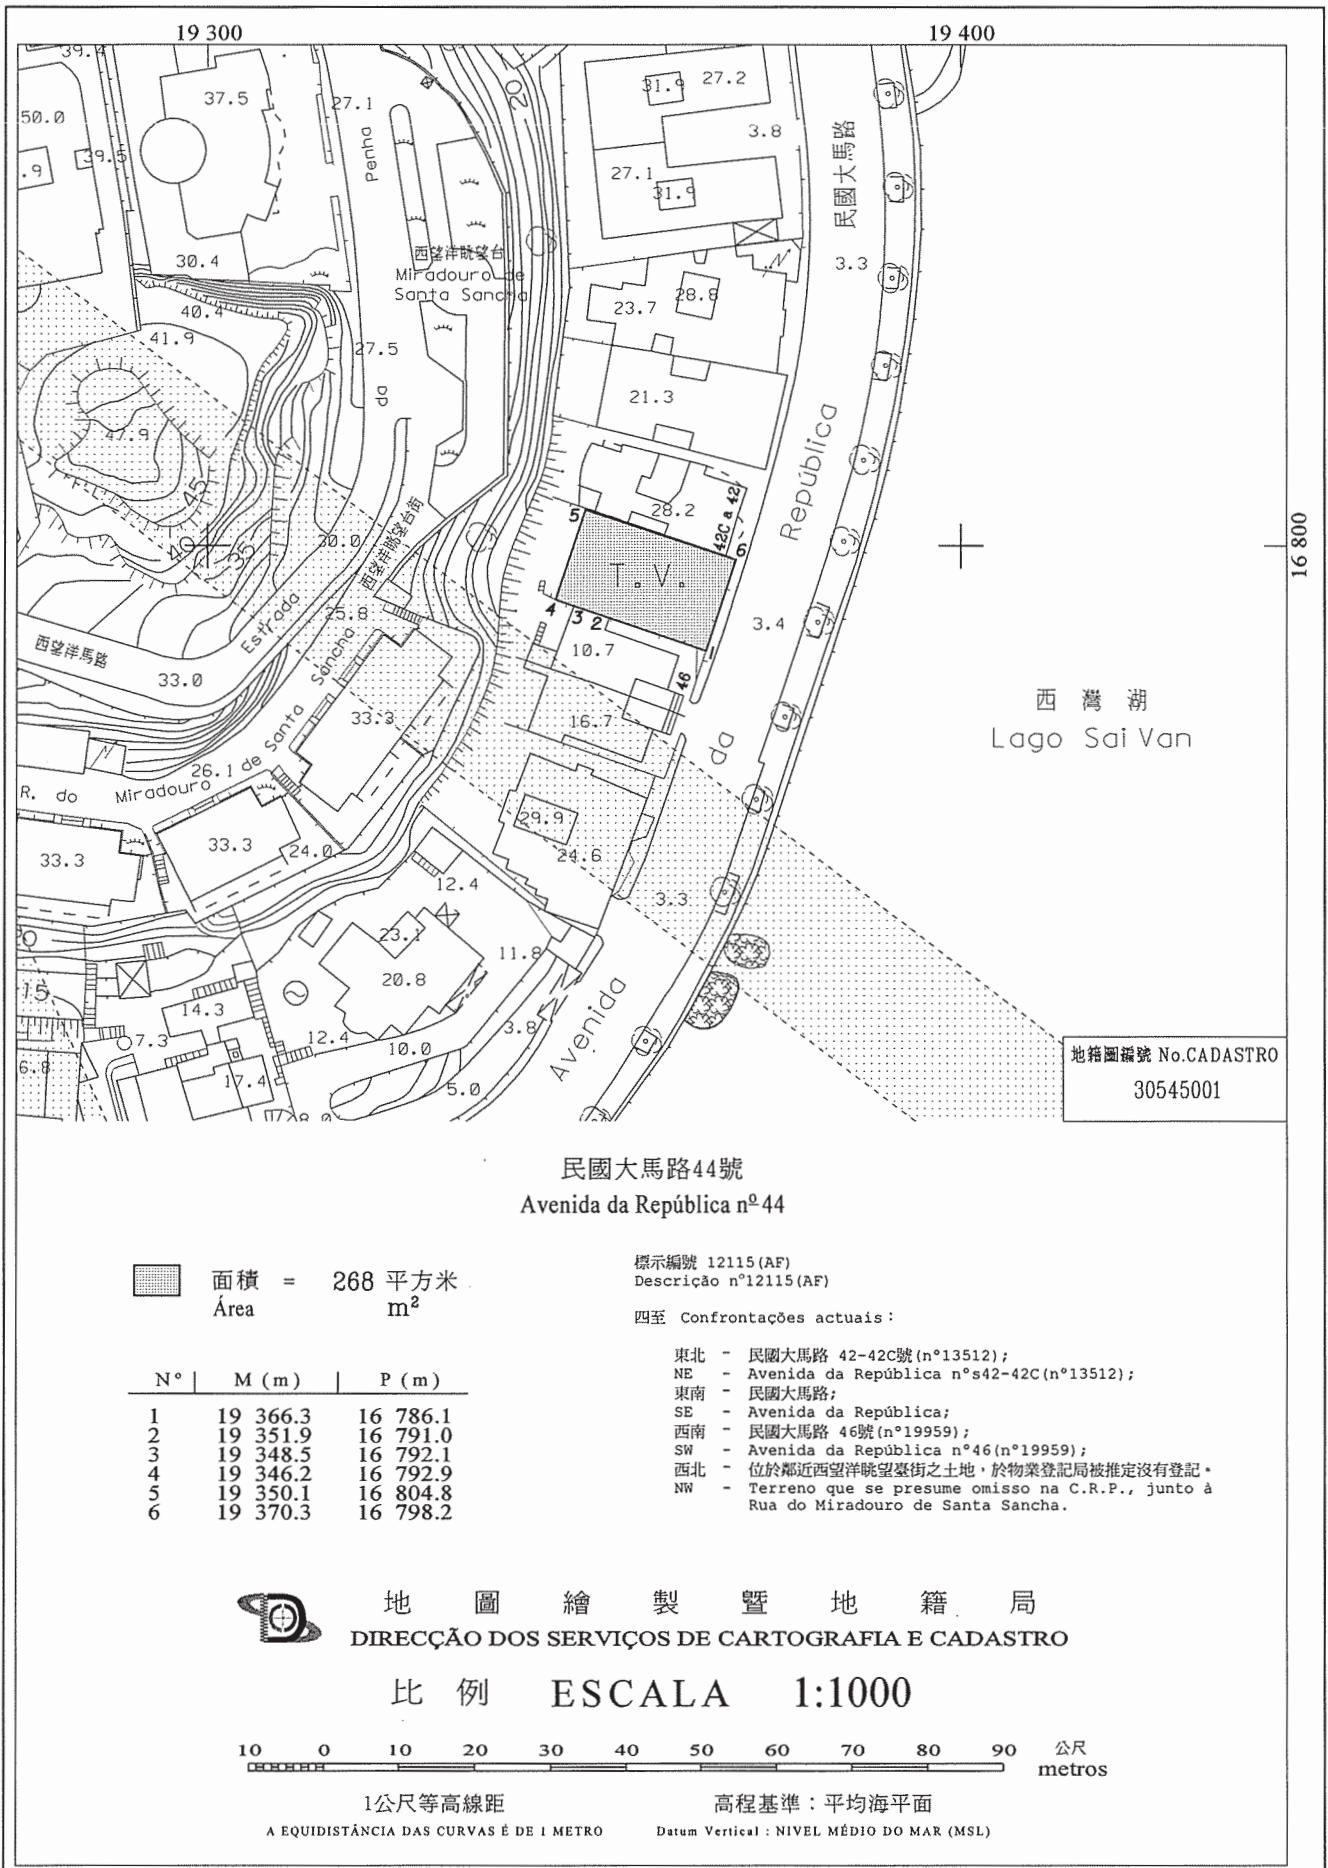 19 300
19 400
39.4
37.5
27.1
20
31.9
27.2
50.0
3.8
39.5
Penha
民國大馬路
.9
27.1
31.9
30.4
西望洋眺望台
Miradouro de
Santa Sancha
3.3
40.4
23.7
28.8
41.9
27.5
da
21.3
República
47.9
45
28.2
42C a 42
5
6
40
35
30.0
西望洋眺望台街
T.V.
16 800
25.8
4
3
2
1
3.4
Estrada
西望洋馬路
33.0
10.7
46
西灣湖
Lago Sai Van
33.3
16.7
da
26.1
R. do Miradouro de Santa Sancha
29.9
33.3
33.3
24.0
24.6
12.4
3.3
23.1
11.8
20.8
15
14.3
Avenida
7.3
12.4
3.8
10.0
6.8
17.4
5.0
地籍圖編號 No.CADASTRO
30545001
民國大馬路44號
Avenida da República nº 44
面積 = 268 平方米
Área m²
標示編號 12115(AF)
Descrição nº12115(AF)
四至 Confrontações actuais:
東北 - 民國大馬路 42-42C號(nº13512);
NE - Avenida da República nºs42-42C(nº13512);
東南 - 民國大馬路;
SE - Avenida da República;
西南 - 民國大馬路 46號(nº19959);
SW - Avenida da República nº46(nº19959);
西北 - 位於鄰近西望洋眺望臺街之土地，於物業登記局被推定沒有登記。
NW - Terreno que se presume omisso na C.R.P., junto à
Rua do Miradouro de Santa Sancha.
Nº M (m) P (m)
1 19 366.3 16 786.1
2 19 351.9 16 791.0
3 19 348.5 16 792.1
4 19 346.2 16 792.9
5 19 350.1 16 804.8
6 19 370.3 16 798.2
地圖繪製暨地籍局
DIRECÇÃO DOS SERVIÇOS DE CARTOGRAFIA E CADASTRO
比例 ESCALA 1:1000
10 0 10 20 30 40 50 60 70 80 90 公尺
metros
1公尺等高線距
高程基準：平均海平面
A EQUIDISTÂNCIA DAS CURVAS É DE 1 METRO
Datum Vertical : NIVEL MÉDIO DO MAR (MSL)